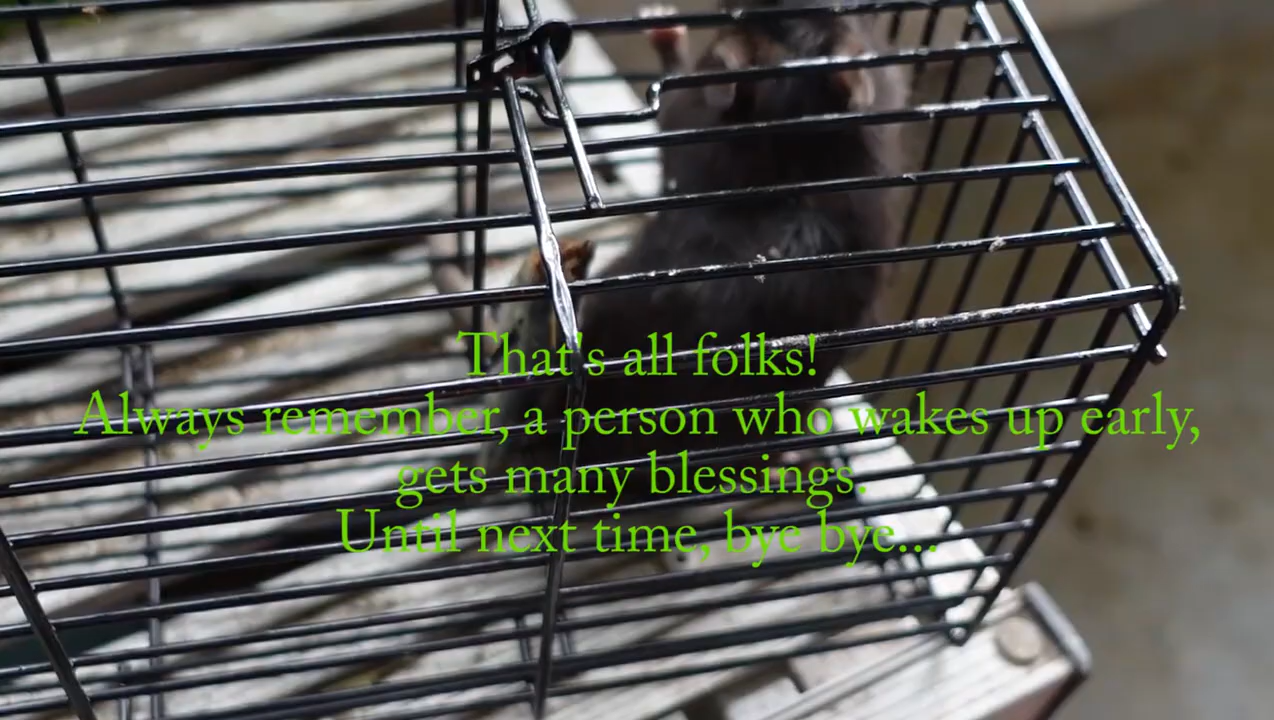 That's all folks!
Always remember, a person who wakes up early,
gets many blessings.
Until next time, bye bye...